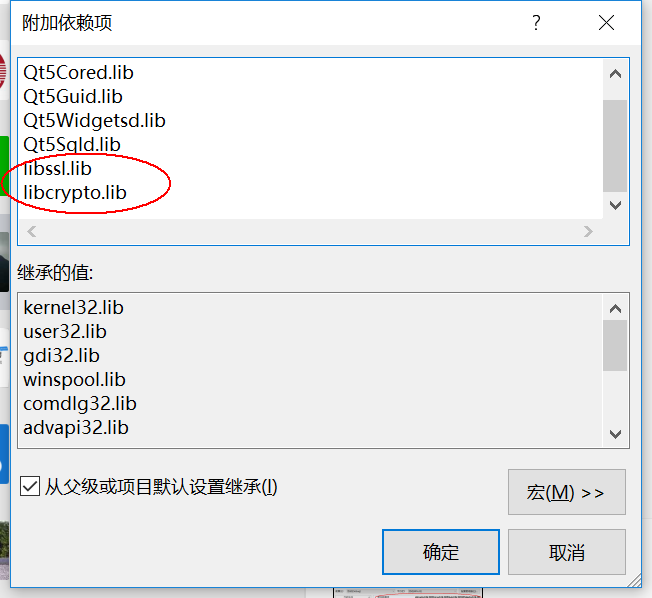 附加依赖项
?
Qt5Cored.lib
Qt5Guid.lib
Qt5Widgetsd.lib
Qt5Sqld.lib
libssl.lib
libcrypto.lib
继承的值:
kernel32.lib
user32.lib
gdi32.lib
winspool.lib
comdlg32.lib
advapi32.lib
从父级或项目默认设置继承(I)
宏(M) >>
确定
取消